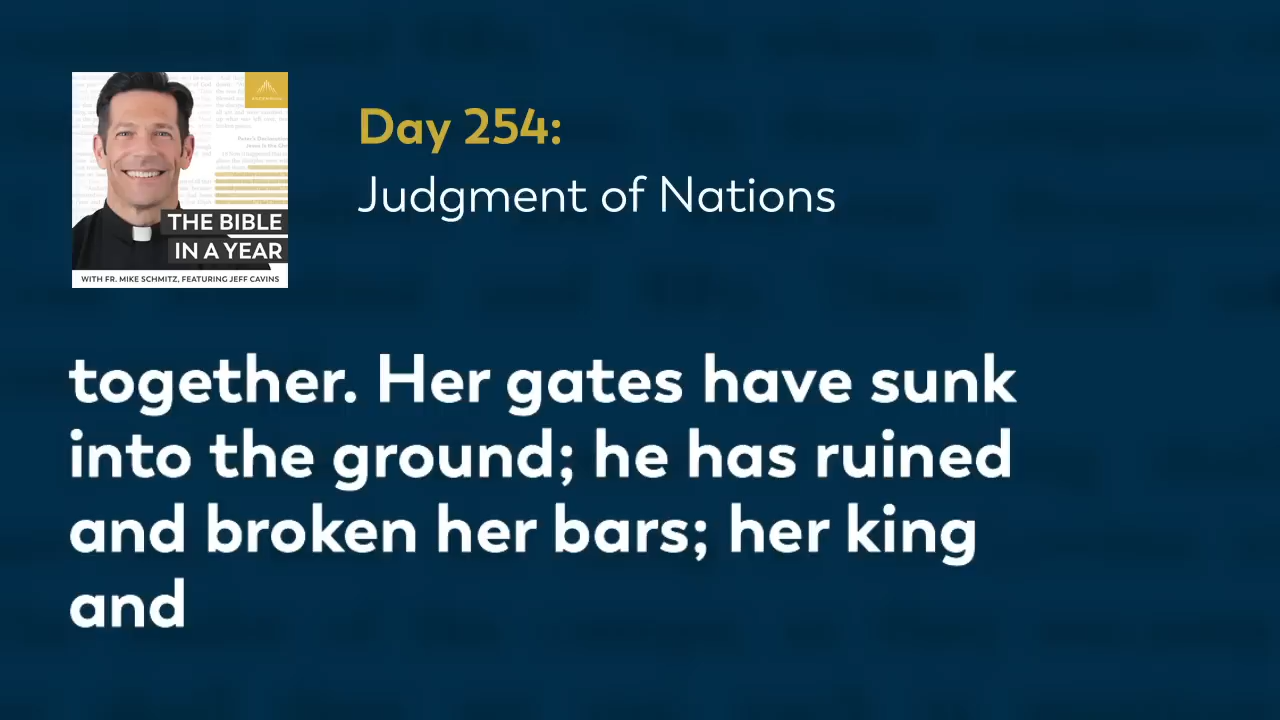 Day 254:
Judgment of Nations
THE BIBLE
IN A YEAR
WITH FR. MIKE SCHMITZ, FEATURING JEFF CAVINS
together. Her gates have sunk
into the ground; he has ruined
and broken her bars; her king
and